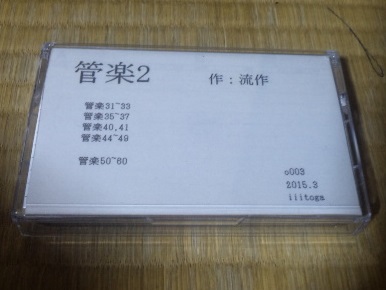 管楽2 作：流作
管楽31~33
管楽35~37
管楽40,41
管楽44~49
管楽50~60
c003
2015.3
iiitoga